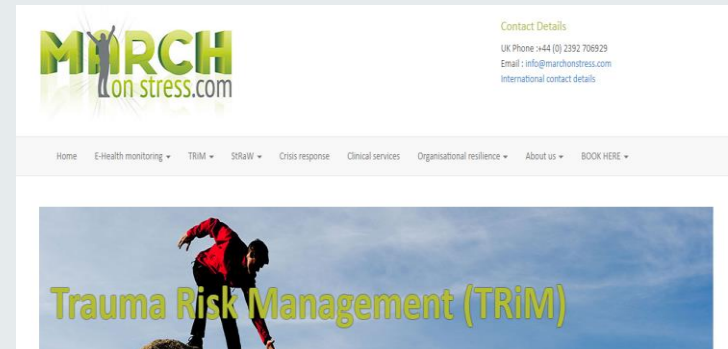 MARCH
on stress.com
Contact Details
UK Phone :+44 (0) 2392 706929
Email : info@marchonstress.com
International contact details
Home E-Health monitoring TRiM StRaW Crisis response Clinical services Organisational resilience About us BOOK HERE
Trauma Risk Management (TRiM)